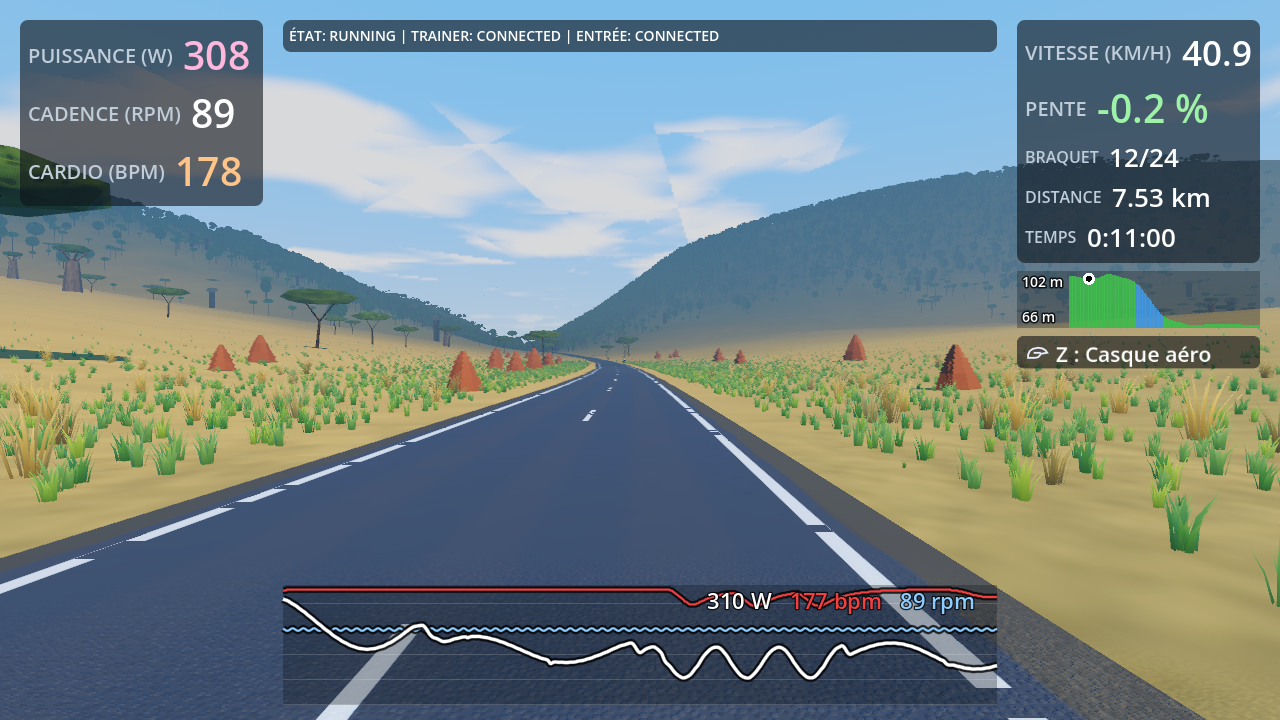 PUISSANCE (W) 308
CADENCE (RPM) 89
CARDIO (BPM) 178
ÉTAT: RUNNING | TRAINER: CONNECTED | ENTRÉE: CONNECTED
VITESSE (KM/H) 40.9
PENTE -0.2 %
BRAQUET 12/24
DISTANCE 7.53 km
TEMPS 0:11:00
102 m
66 m
Z : Casque aéro
310 W 177 bpm 89 rpm